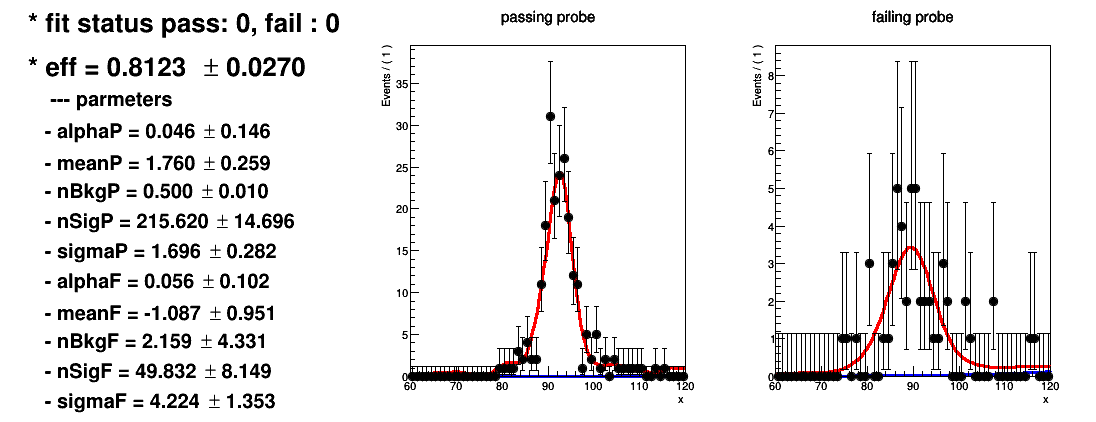 * fit status pass: 0, fail : 0
* eff = 0.8123 ± 0.0270
--- parmeters
- alphaP = 0.046 ± 0.146
- meanP = 1.760 ± 0.259
- nBkgP = 0.500 ± 0.010
- nSigP = 215.620 ± 14.696
- sigmaP = 1.696 ± 0.282
- alphaF = 0.056 ± 0.102
- meanF = -1.087 ± 0.951
- nBkgF = 2.159 ± 4.331
- nSigF = 49.832 ± 8.149
- sigmaF = 4.224 ± 1.353
passing probe
Events / ( 1 )
35
30
25
20
15
10
5
0
60 70 80 90 100 110 120
x
failing probe
Events / ( 1 )
8
7
6
5
4
3
2
1
0
60 70 80 90 100 110 120
x